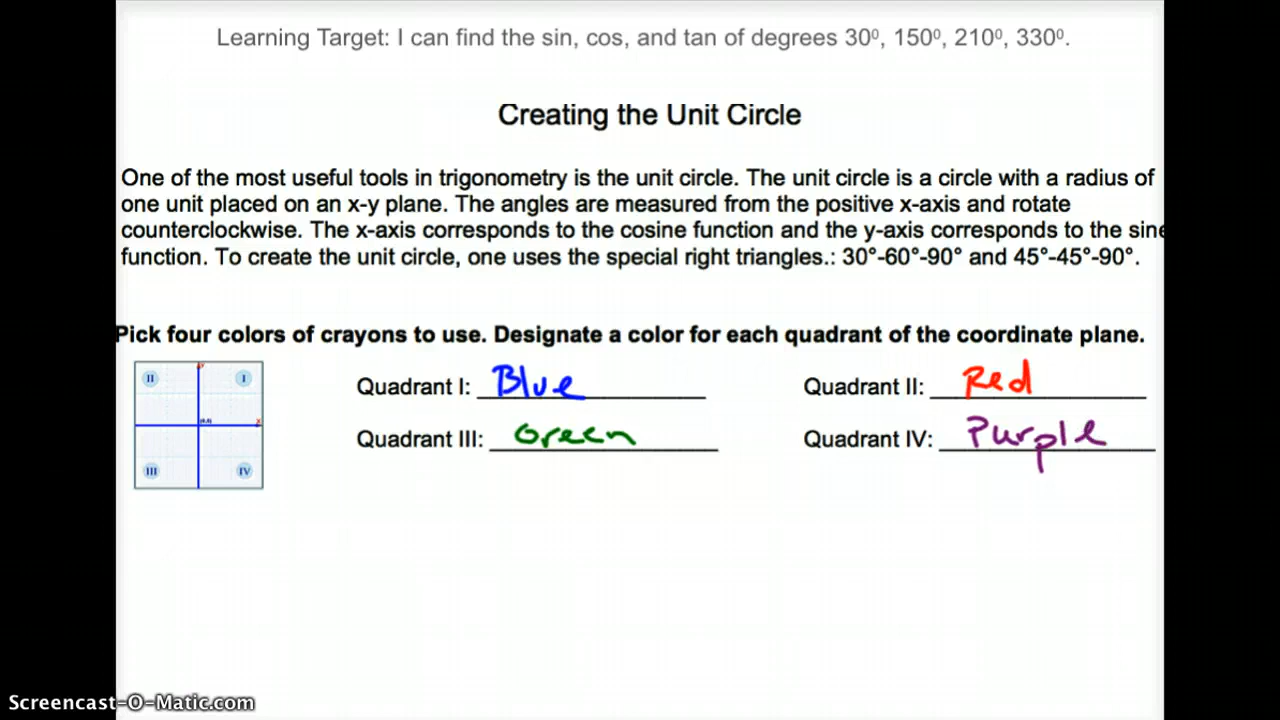 Learning Target: I can find the sin, cos, and tan of degrees 30⁰, 150⁰, 210⁰, 330⁰.
Creating the Unit Circle
One of the most useful tools in trigonometry is the unit circle. The unit circle is a circle with a radius of
one unit placed on an x-y plane. The angles are measured from the positive x-axis and rotate
counterclockwise. The x-axis corresponds to the cosine function and the y-axis corresponds to the sine
function. To create the unit circle, one uses the special right triangles.: 30°-60°-90° and 45°-45°-90°.
Pick four colors of crayons to use. Designate a color for each quadrant of the coordinate plane.
II I
Quadrant I: Blue Quadrant II: Red
(0,0) x
Quadrant III: Green Quadrant IV: Purple
III IV
Screencast-O-Matic.com